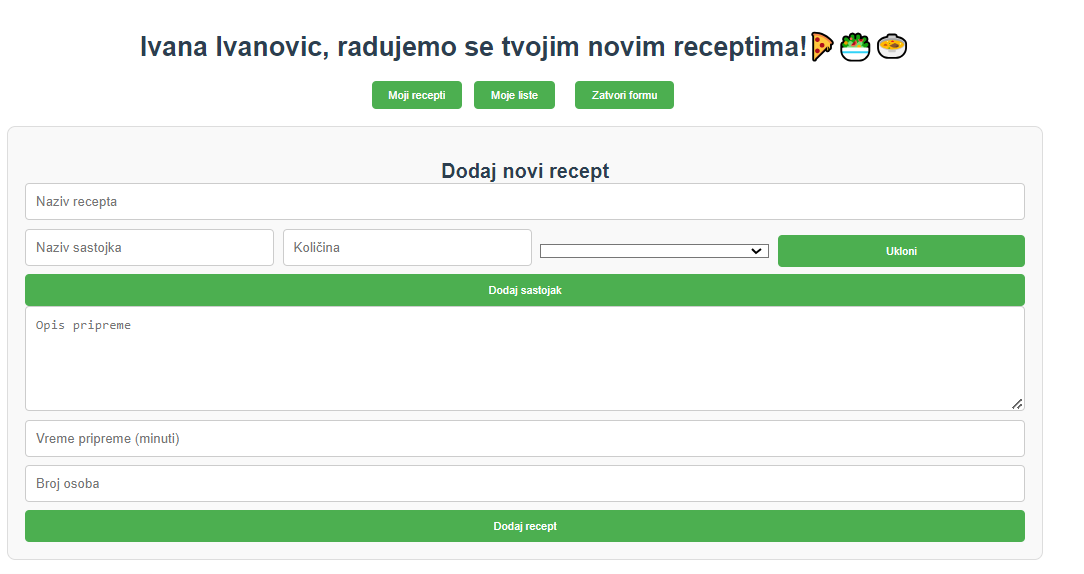 Ivana Ivanovic, radujemo se tvojim novim receptima!🍕🥗🍲
Moji recepti Moje liste Zatvori formu
Dodaj novi recept
Naziv recepta
Naziv sastojka Količina Ukloni
Dodaj sastojak
Opis pripreme
Vreme pripreme (minuti)
Broj osoba
Dodaj recept